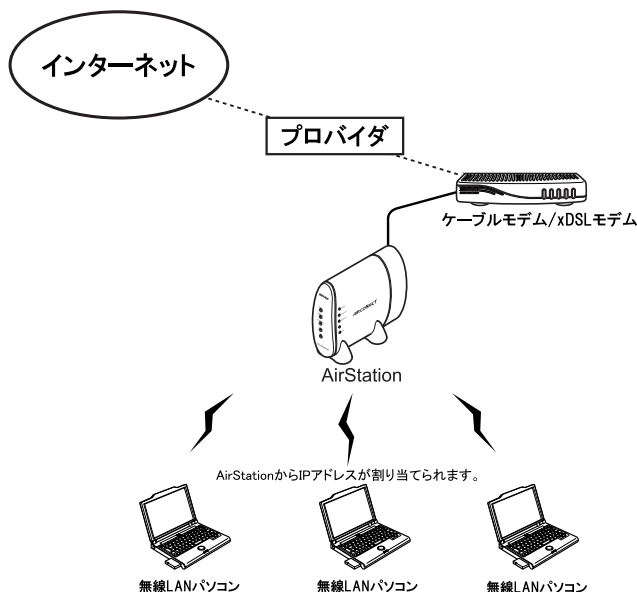 インターネット
プロバイダ
ケーブルモデム/xDSLモデム
AirStation
AirStationからIPアドレスが割り当てられます。
無線LANパソコン
無線LANパソコン
無線LANパソコン